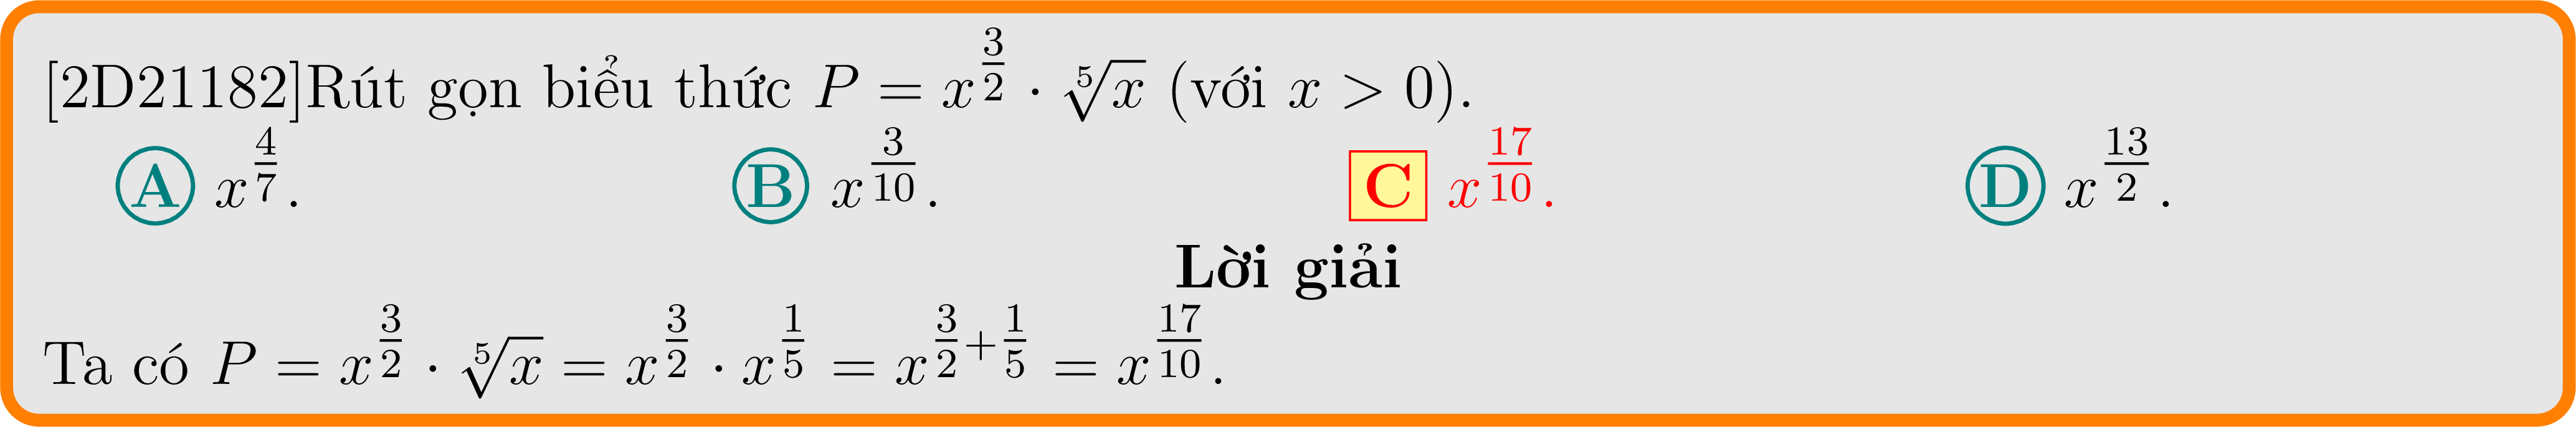 [2D21182]Rút gọn biểu thức $P = x^{\frac{3}{2}} \cdot \sqrt[5]{x}$ (với $x > 0$).
A $x^{\frac{4}{7}}$. B $x^{\frac{3}{10}}$. C $x^{\frac{17}{10}}$. D $x^{\frac{13}{2}}$.
Lời giải
Ta có $P = x^{\frac{3}{2}} \cdot \sqrt[5]{x} = x^{\frac{3}{2}} \cdot x^{\frac{1}{5}} = x^{\frac{3}{2}+\frac{1}{5}} = x^{\frac{17}{10}}$.